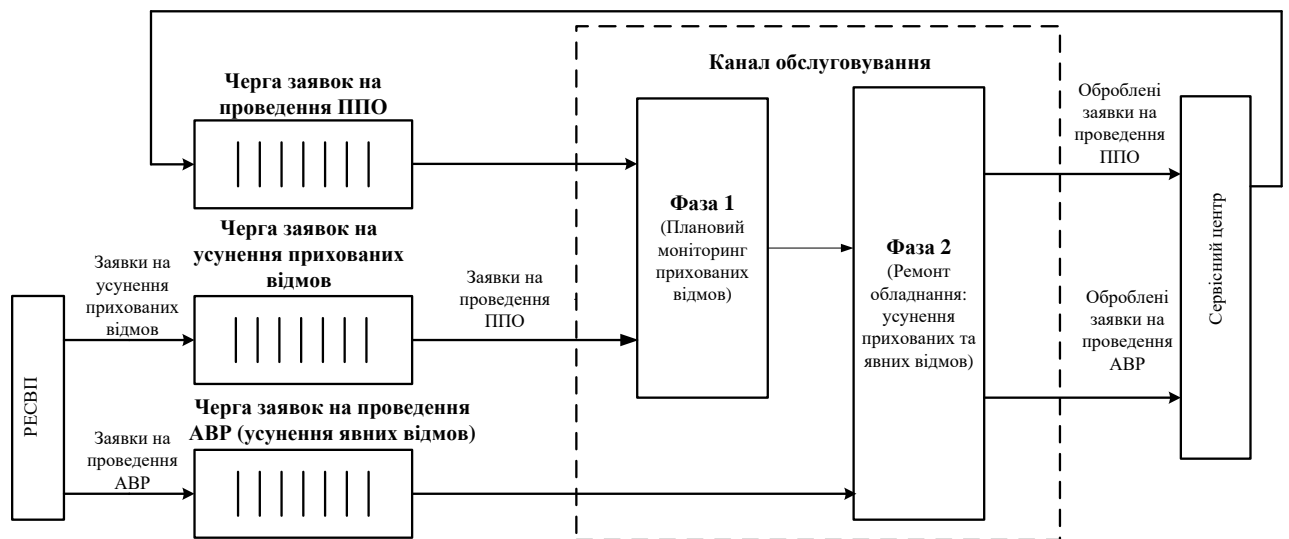 Канал обслуговування
Черга заявок на
проведення ППО
Оброблені
заявки на
проведення
ППО
Фаза 1
(Плановий
моніторинг
прихованих
відмов)
Черга заявок на
усунення прихованих
відмов
Фаза 2
(Ремонт
обладнання:
усунення
прихованих та
явних відмов)
Сервісний центр
Заявки на
усунення
прихованих
відмов
Заявки на
проведення
ППО
Оброблені
заявки на
проведення
АВР
РЕСВП
Черга заявок на проведення
АВР (усунення явних відмов)
Заявки на
проведення
АВР